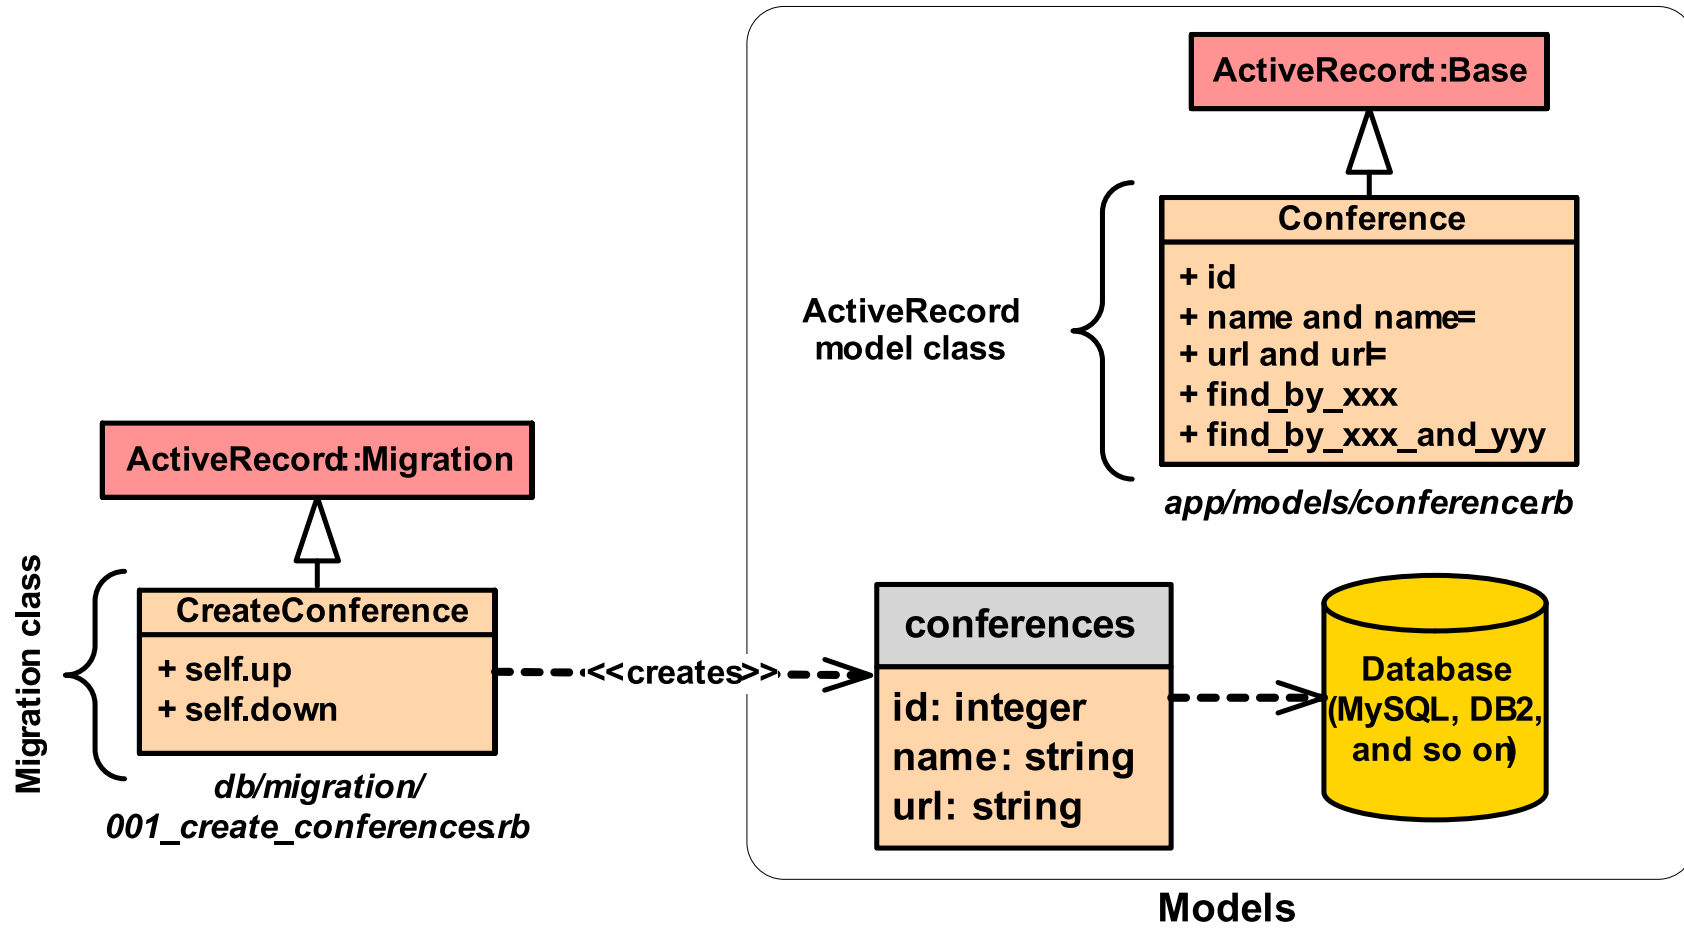 ActiveRecord::Base
Conference
+ id
+ name and name=
+ url and url=
+ find_by_xxx
+ find_by_xxx_and_yyy
ActiveRecord
model class
app/models/conference.rb
ActiveRecord::Migration
CreateConference
+ self.up
+ self.down
Migration class
db/migration/
001_create_conferences.rb
<<creates>>
conferences
id: integer
name: string
url: string
Database
(MySQL, DB2,
and so on)
Models